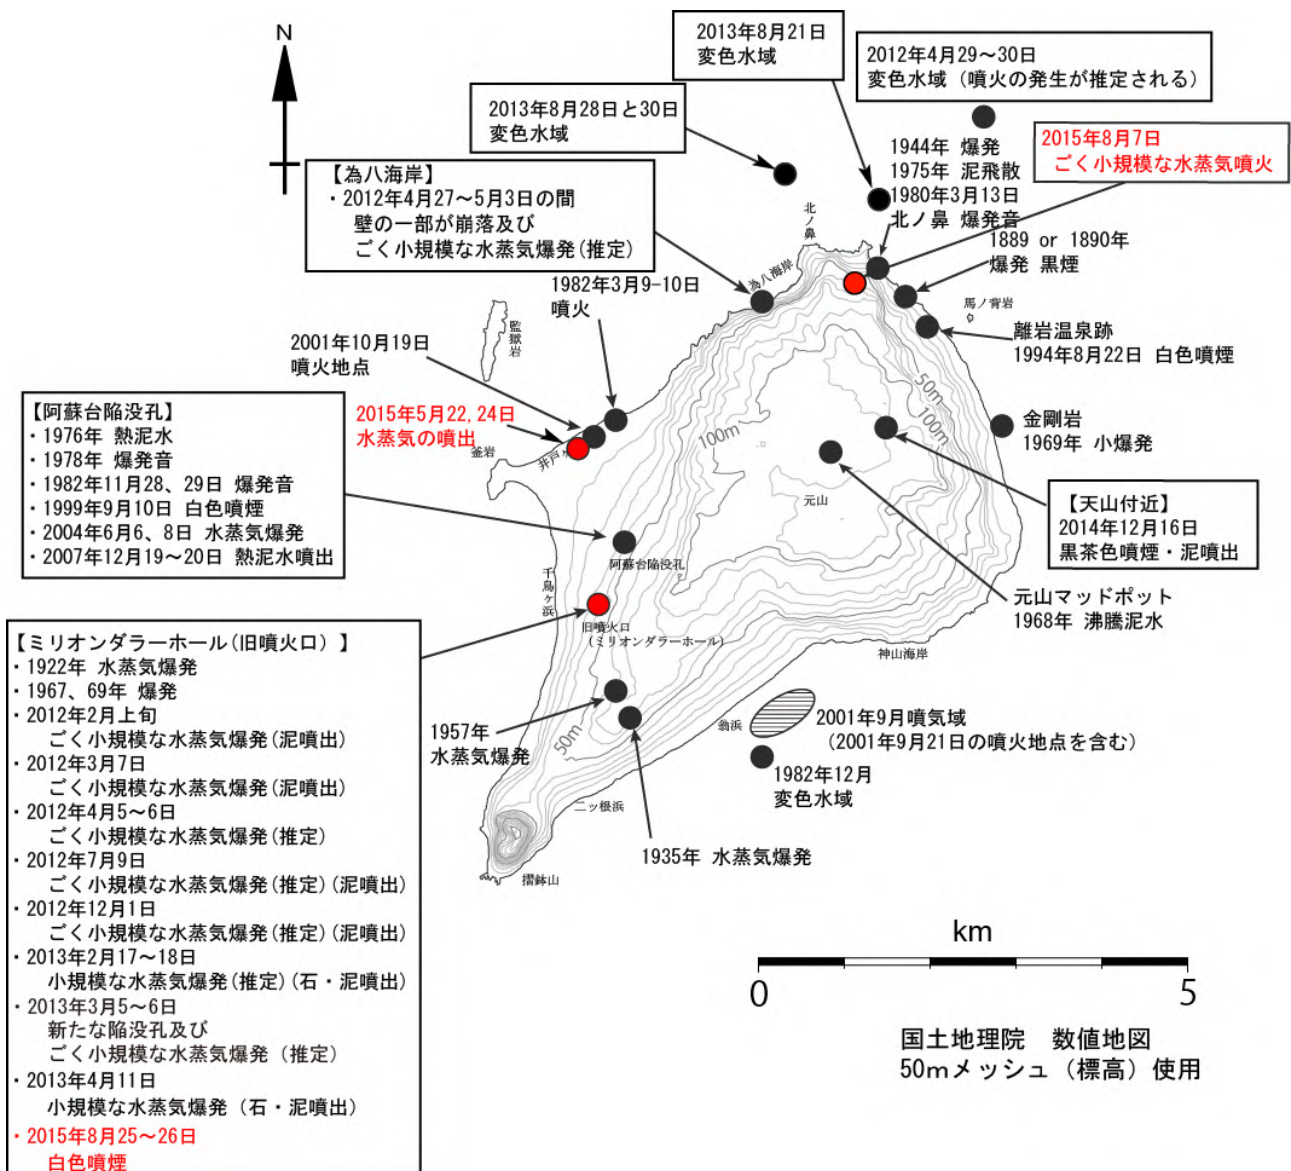 N
2013年8月21日
変色水域
2012年4月29～30日
変色水域（噴火の発生が推定される）
2013年8月28日と30日
変色水域
2015年8月7日
ごく小規模な水蒸気噴火
1944年 爆発
1975年 泥飛散
1980年3月13日
北ノ鼻 爆発音
【為八海岸】
・2012年4月27～5月3日の間
壁の一部が崩落及び
ごく小規模な水蒸気爆発(推定)
北ノ鼻
1889 or 1890年
爆発 黒煙
為八海岸
1982年3月9-10日
噴火
馬ノ背岩
監獄岩
離岩温泉跡
1994年8月22日 白色噴煙
2001年10月19日
噴火地点
50m
100m
100m
【阿蘇台陥没孔】
・1976年 熱泥水
・1978年 爆発音
・1982年11月28、29日 爆発音
・1999年9月10日 白色噴煙
・2004年6月6、8日 水蒸気爆発
・2007年12月19～20日 熱泥水噴出
2015年5月22,24日
水蒸気の噴出
金剛岩
1969年 小爆発
釜岩
井戸ヶ
元山
【天山付近】
2014年12月16日
黒茶色噴煙・泥噴出
阿蘇台陥没孔
千鳥ヶ浜
元山マッドポット
1968年 沸騰泥水
旧噴火口
(ミリオンダラーホール)
神山海岸
【ミリオンダラーホール(旧噴火口）】
・1922年 水蒸気爆発
・1967、69年 爆発
・2012年2月上旬
ごく小規模な水蒸気爆発(泥噴出)
・2012年3月7日
ごく小規模な水蒸気爆発(泥噴出)
・2012年4月5～6日
ごく小規模な水蒸気爆発(推定)
・2012年7月9日
ごく小規模な水蒸気爆発(推定)(泥噴出)
・2012年12月1日
ごく小規模な水蒸気爆発(推定)(泥噴出)
・2013年2月17～18日
小規模な水蒸気爆発(推定)(石・泥噴出)
・2013年3月5～6日
新たな陥没孔及び
ごく小規模な水蒸気爆発（推定）
・2013年4月11日
小規模な水蒸気爆発（石・泥噴出）
・2015年8月25～26日
白色噴煙
1957年
水蒸気爆発
50m
翁浜
2001年9月噴気域
（2001年9月21日の噴火地点を含む）
1982年12月
変色水域
二ッ根浜
1935年 水蒸気爆発
摺鉢山
km
0
5
国土地理院　数値地図
50mメッシュ（標高）使用